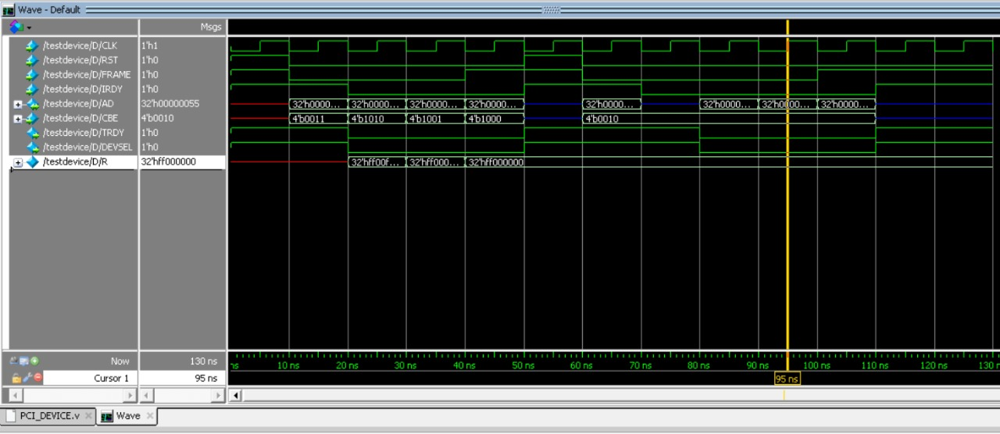 Wave - Default
Msgs
/testdevice/D/CLK 1'h1
/testdevice/D/RST 1'h0
/testdevice/D/FRAME 1'h0
/testdevice/D/IRDY 1'h0
/testdevice/D/AD 32'h00000055 32'h0000... 32'h0000... 32'h0000... 32'h0000... 32'h0000... 32'h0000... 32'h0000... 32'h0000...
/testdevice/D/CBE 4'b0010 4'b0011 4'b1010 4'b1001 4'b1000 4'b0010
/testdevice/D/TRDY 1'h0
/testdevice/D/DEVSEL 1'h0
/testdevice/D/R 32'hff000000 32'hff00f... 32'hff000... 32'hff000000
Now 130 ns ns 10 ns 20 ns 30 ns 40 ns 50 ns 60 ns 70 ns 80 ns 90 ns 100 ns 110 ns 120 ns 130 n
Cursor 1 95 ns 95 ns
PCI_DEVICE.v Wave